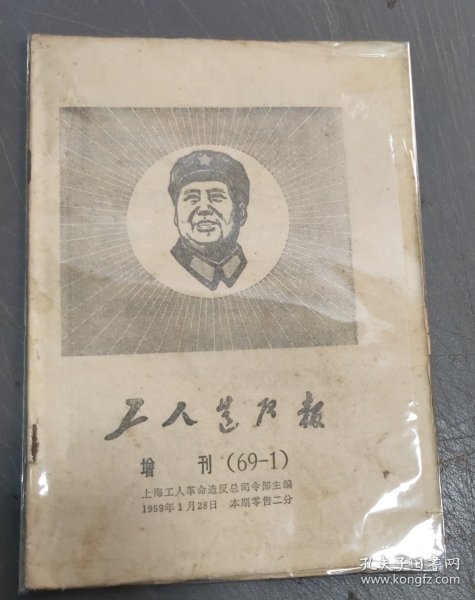 工人造反报
增 刊 (69-1)
上海工人革命造反总司令部主编
1969年1月28日 本期零售二分
孔夫子旧书网
www.kongfz.com